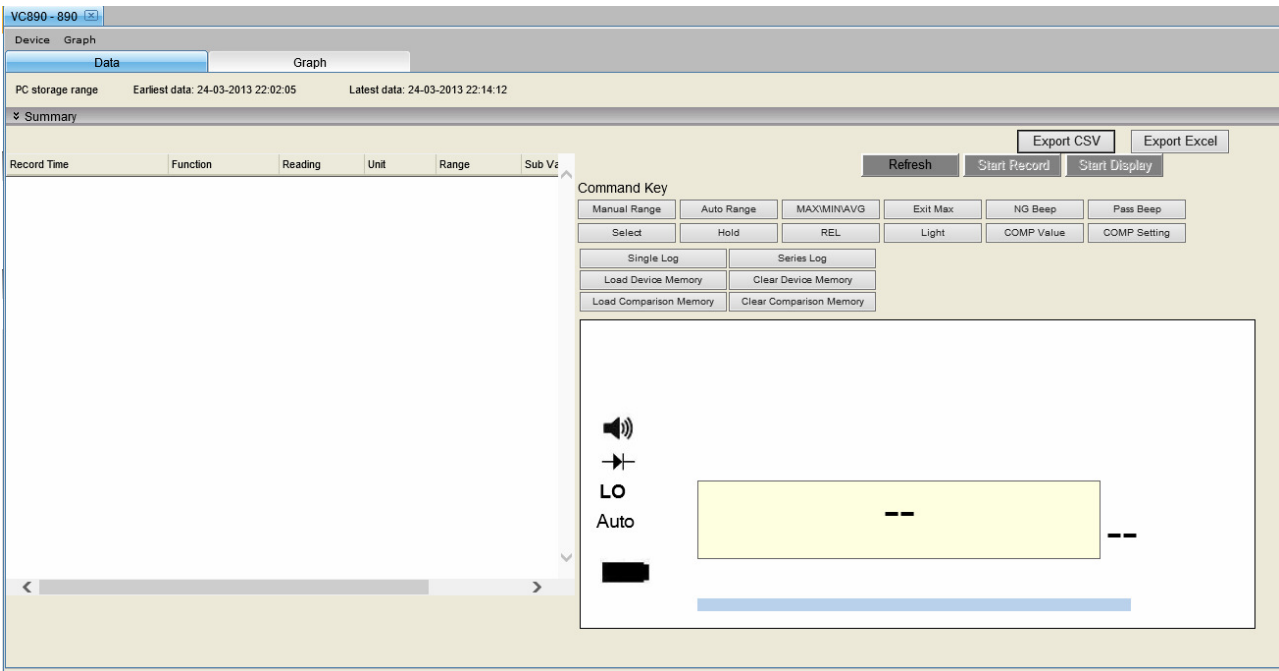 VC890 - 890
Device Graph
Data Graph
PC storage range Earliest data: 24-03-2013 22:02:05 Latest data: 24-03-2013 22:14:12
Summary
Export CSV Export Excel
Record Time Function Reading Unit Range Sub Va
Refresh Start Record Start Display
Command Key
Manual Range Auto Range MAX\MIN\AVG Exit Max NG Beep Pass Beep
Select Hold REL Light COMP Value COMP Setting
Single Log Series Log
Load Device Memory Clear Device Memory
Load Comparison Memory Clear Comparison Memory
LO
Auto
--
--